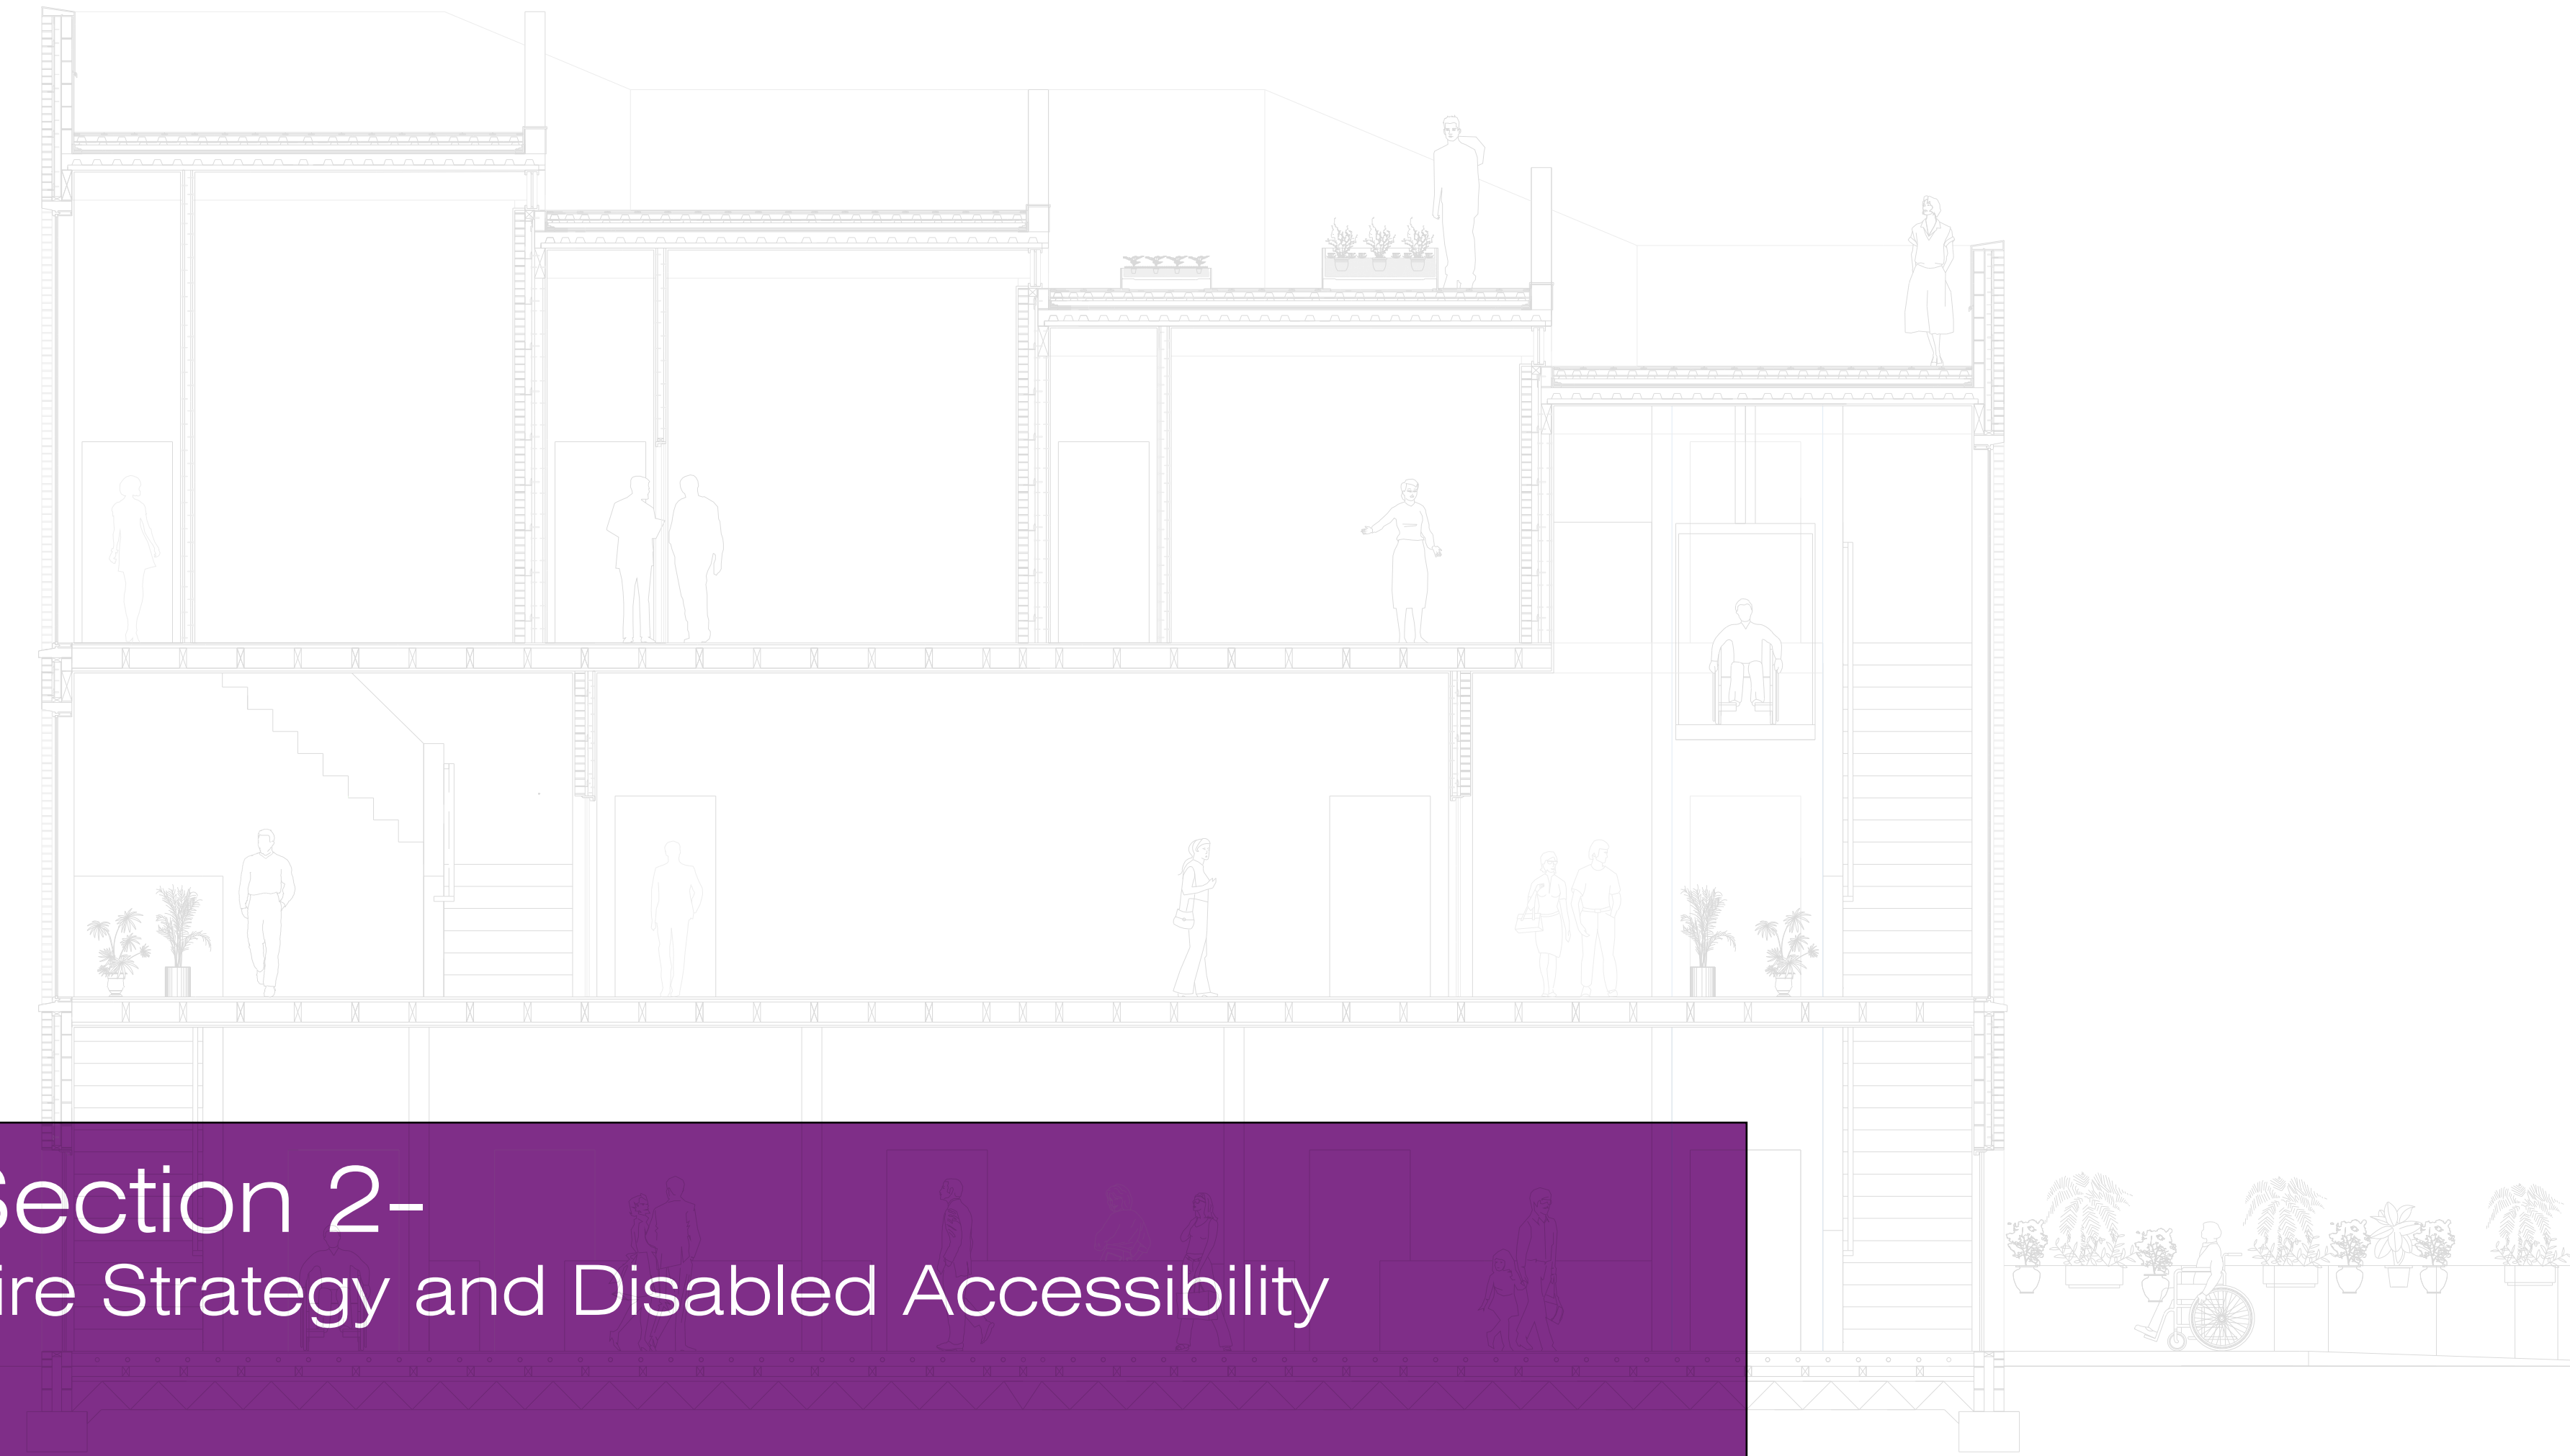 Section 2-
ire Strategy and Disabled Accessibility